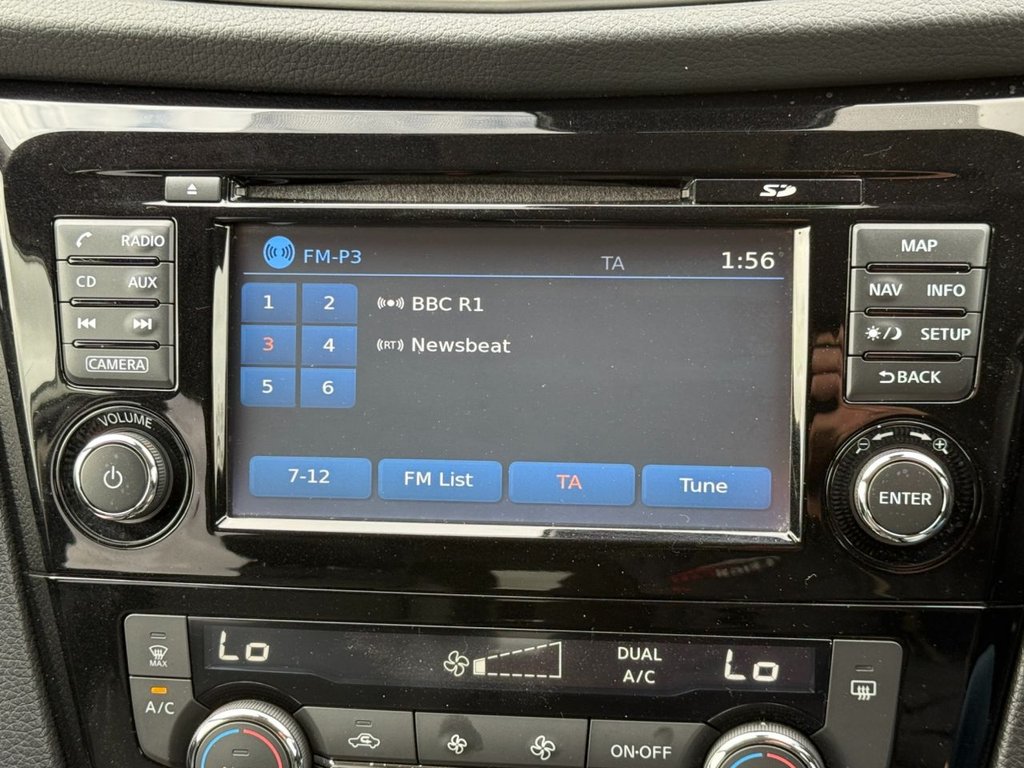 SD
RADIO
CD AUX
CAMERA
VOLUME
FM-P3 TA 1:56
1 2 BBC R1
3 4 (RT) Newsbeat
5 6
7-12 FM List TA Tune
MAP
NAV INFO
SETUP
BACK
ENTER
MAX
A/C
Lo
DUAL
A/C
Lo
ON·OFF